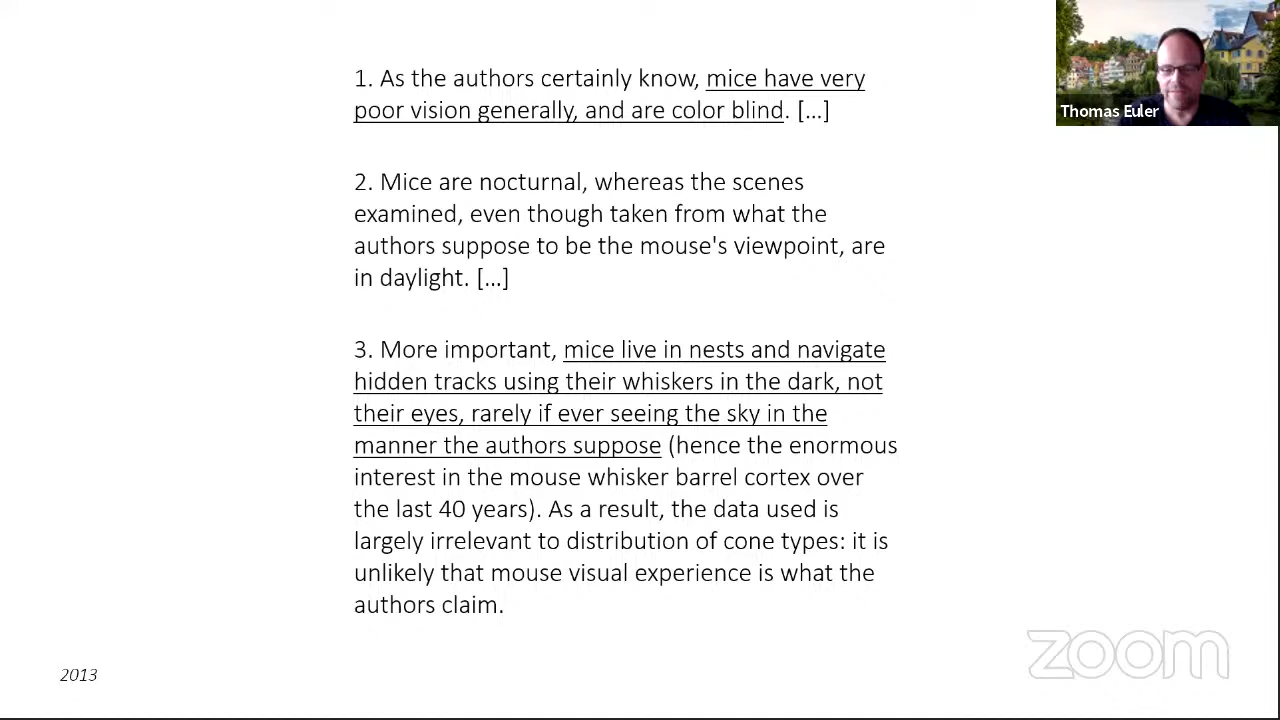 1. As the authors certainly know, mice have very
poor vision generally, and are color blind. [...]
2. Mice are nocturnal, whereas the scenes
examined, even though taken from what the
authors suppose to be the mouse's viewpoint, are
in daylight. [...]
3. More important, mice live in nests and navigate
hidden tracks using their whiskers in the dark, not
their eyes, rarely if ever seeing the sky in the
manner the authors suppose (hence the enormous
interest in the mouse whisker barrel cortex over
the last 40 years). As a result, the data used is
largely irrelevant to distribution of cone types: it is
unlikely that mouse visual experience is what the
authors claim.
2013
Thomas Euler
zoom